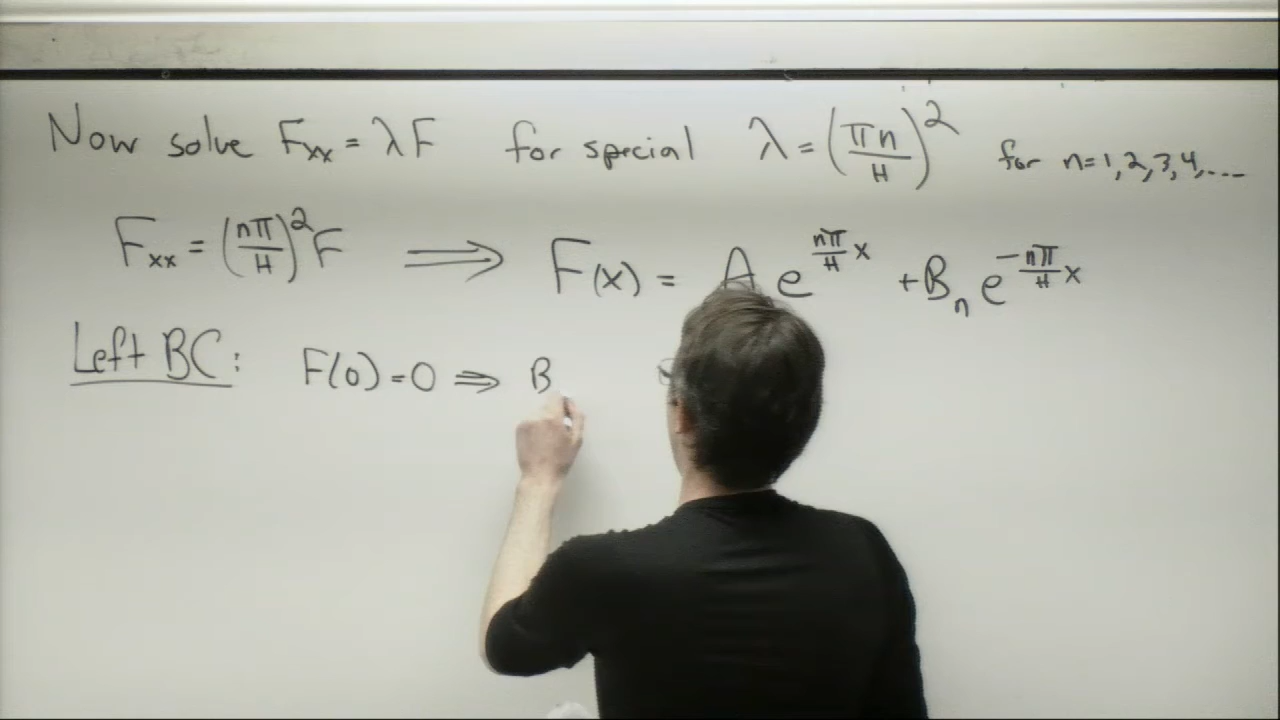 Now solve Fₓₓ = λF for special λ = (πn/H)² for n=1,2,3,4,....
Fₓₓ = (nπ/H)²F ⟹ F(x) = A e^(nπ/H x) + Bₙ e^(-nπ/H x)
Left BC: F(0)=0 ⇒ B